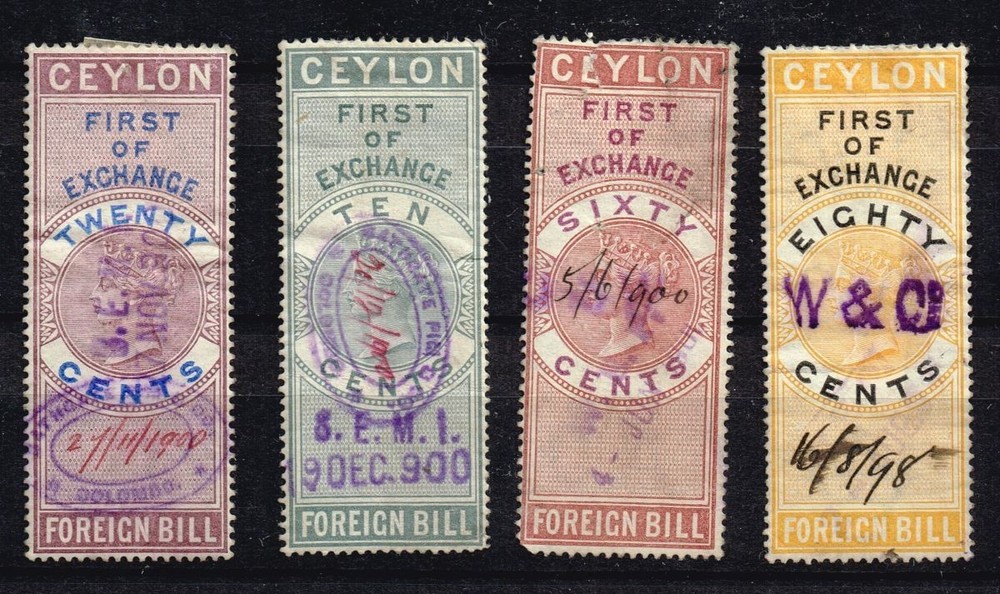 CEYLON
FIRST
OF
EXCHANGE
TWENTY
CENTS
27/11/1900
COLOMBO.
FOREIGN BILL
CEYLON
FIRST
OF
EXCHANGE
TEN
CENTS
S. E. M. I.
9 DEC. 900
FOREIGN BILL
CEYLON
FIRST
OF
EXCHANGE
SIXTY
5/6/900
CENTS
FOREIGN BILL
CEYLON
FIRST
OF
EXCHANGE
EIGHTY
W & Co
CENTS
16/8/98
FOREIGN BILL